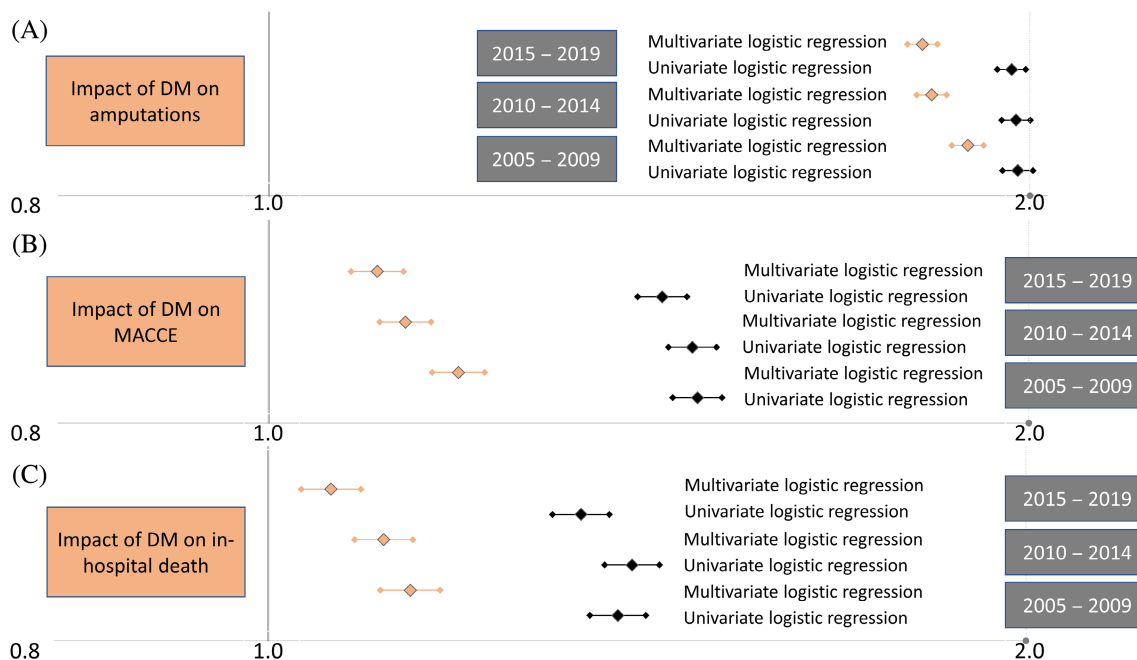 (A)
Impact of DM on
amputations
2015 – 2019
2010 – 2014
2005 – 2009
Multivariate logistic regression
Univariate logistic regression
Multivariate logistic regression
Univariate logistic regression
Multivariate logistic regression
Univariate logistic regression
0.8
1.0
2.0
(B)
Impact of DM on
MACCE
Multivariate logistic regression
Univariate logistic regression
Multivariate logistic regression
Univariate logistic regression
Multivariate logistic regression
Univariate logistic regression
2015 – 2019
2010 – 2014
2005 – 2009
0.8
1.0
2.0
(C)
Impact of DM on in-
hospital death
Multivariate logistic regression
Univariate logistic regression
Multivariate logistic regression
Univariate logistic regression
Multivariate logistic regression
Univariate logistic regression
2015 – 2019
2010 – 2014
2005 – 2009
0.8
1.0
2.0